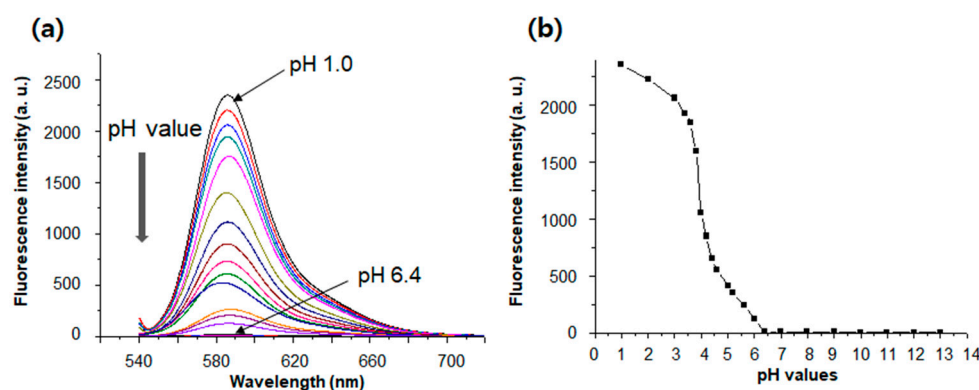 (a)
Fluorescence intensity (a. u.)
2500
2000
1500
1000
500
0
pH value
pH 1.0
pH 6.4
540 580 620 660 700
Wavelength (nm)
(b)
Fluorescence intensity (a. u.)
2000
1500
1000
500
0
0 1 2 3 4 5 6 7 8 9 10 11 12 13 14
pH values